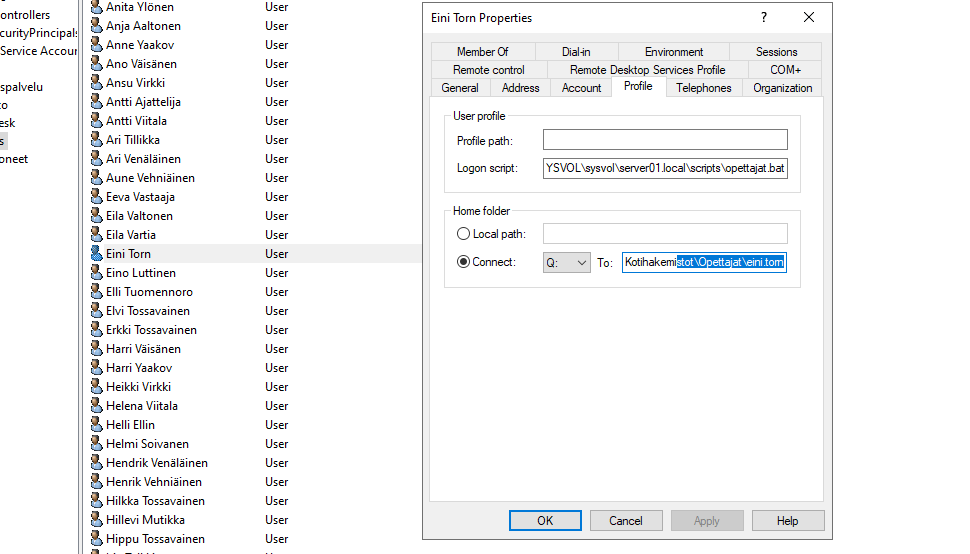 ontrollers
curityPrincipals
Service Accour
spalvelu
to
esk
s
oneet
Anita Ylönen User
Anja Aaltonen User
Anne Yaakov User
Ano Väisänen User
Ansu Virkki User
Antti Ajattelija User
Antti Viitala User
Ari Tillikka User
Ari Venäläinen User
Aune Vehniäinen User
Eeva Vastaaja User
Eila Valtonen User
Eila Vartia User
Eini Torn User
Eino Luttinen User
Elli Tuomennoro User
Elvi Tossavainen User
Erkki Tossavainen User
Harri Väisänen User
Harri Yaakov User
Heikki Virkki User
Helena Viitala User
Helli Ellin User
Helmi Soivanen User
Hendrik Venäläinen User
Henrik Vehniäinen User
Hilkka Tossavainen User
Hillevi Mutikka User
Hippu Tossavainen User
Eini Torn Properties ?
Member Of Dial-in Environment Sessions
Remote control Remote Desktop Services Profile COM+
General Address Account Profile Telephones Organization
User profile
Profile path:
Logon script: YSVOL\sysvol\server01.local\scripts\opettajat.bat
Home folder
Local path:
Connect: Q: To: Kotihakemistot\Opettajat\eini.torn
OK Cancel Apply Help